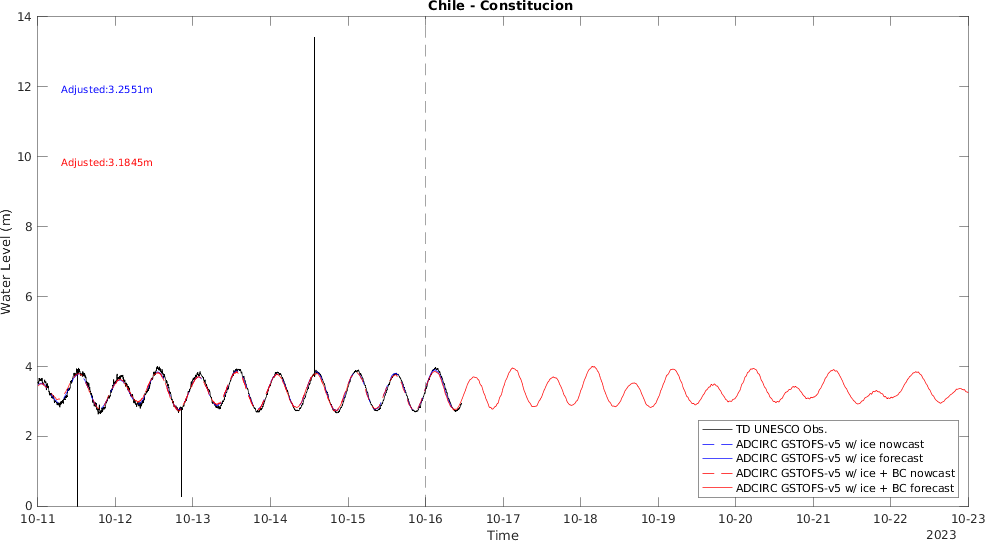 Chile - Constitucion
14
12
10
8
6
4
2
0
Water Level (m)
Adjusted:3.2551m
Adjusted:3.1845m
TD UNESCO Obs.
ADCIRC GSTOFS-v5 w/ ice nowcast
ADCIRC GSTOFS-v5 w/ ice forecast
ADCIRC GSTOFS-v5 w/ ice + BC nowcast
ADCIRC GSTOFS-v5 w/ ice + BC forecast
10-11 10-12 10-13 10-14 10-15 10-16 10-17 10-18 10-19 10-20 10-21 10-22 10-23
Time
2023